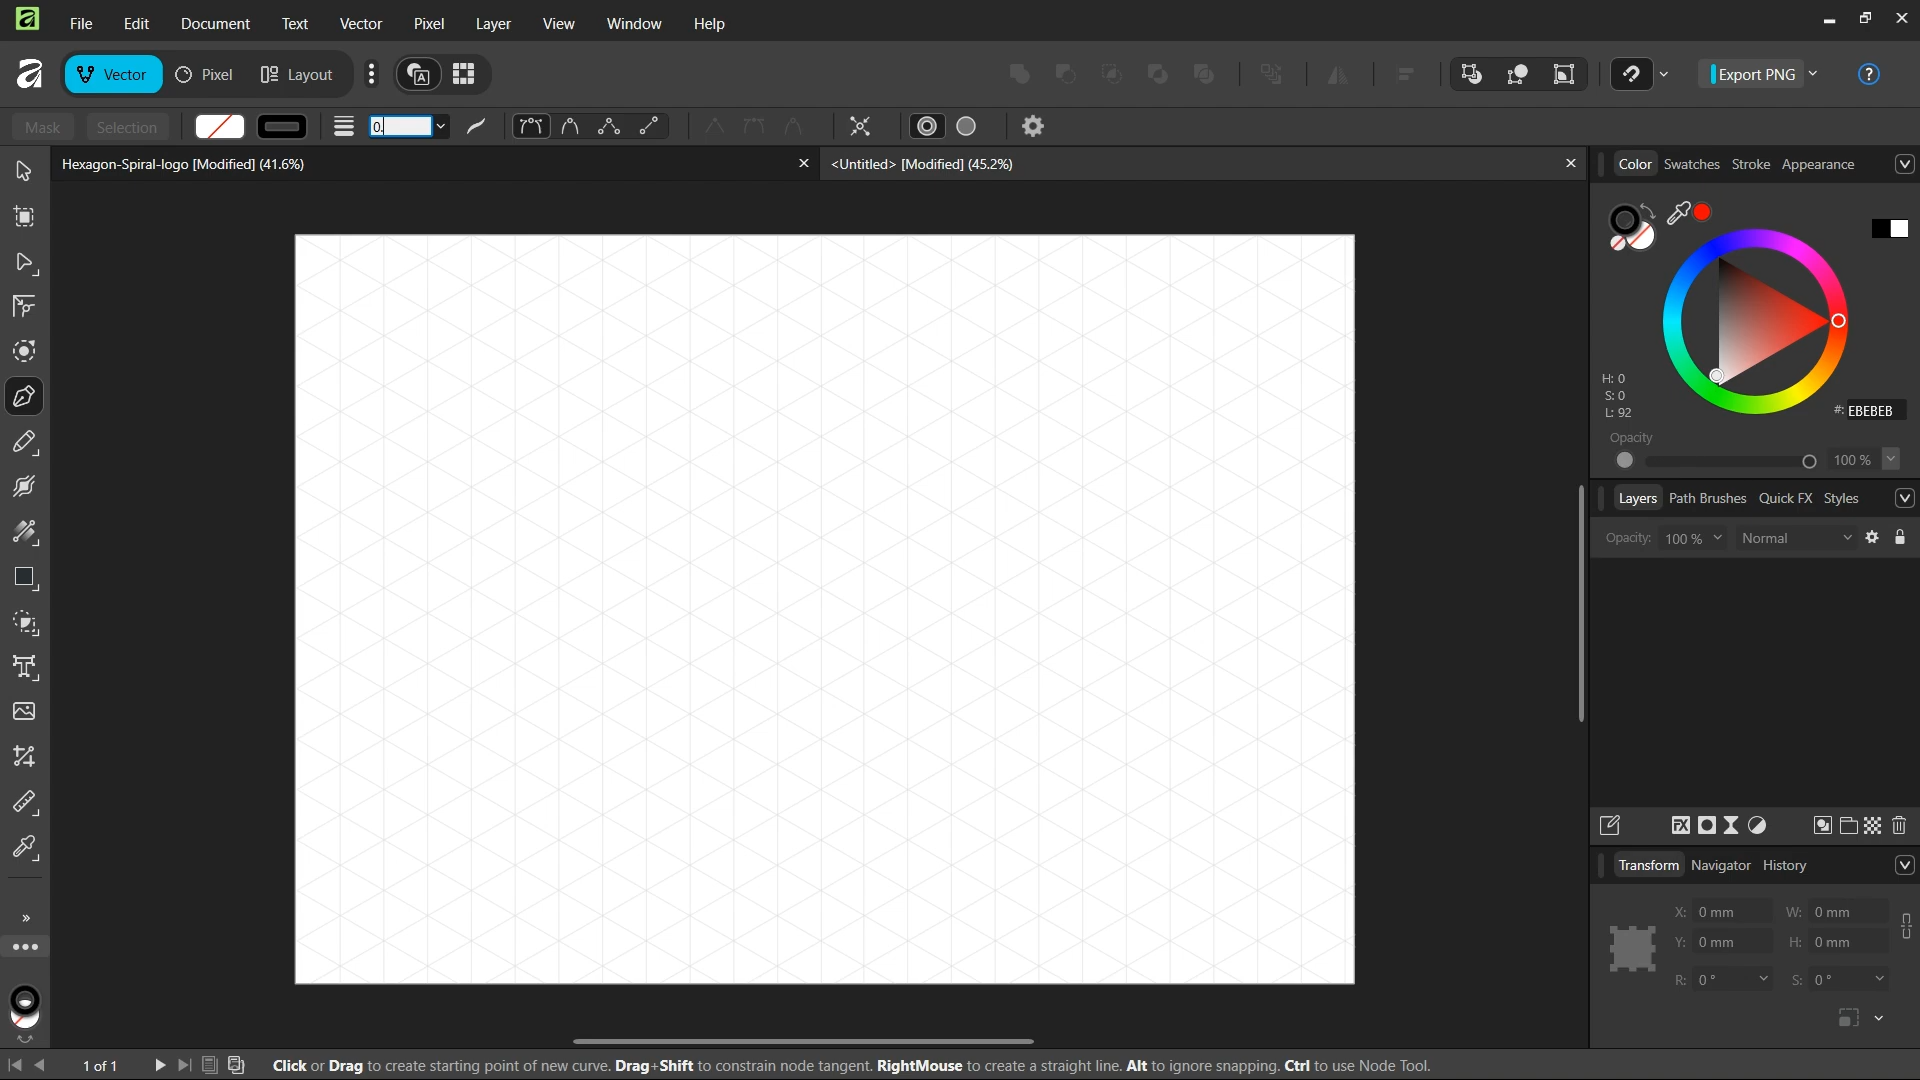 File Edit Document Text Vector Pixel Layer View Window Help
Vector Pixel Layout Export PNG
Mask Selection 0.
Hexagon-Spiral-logo [Modified] (41.6%) <Untitled> [Modified] (45.2%)
Color Swatches Stroke Appearance
H: 0
S: 0
L: 92
#: EBEBEB
Opacity
100 %
Layers Path Brushes Quick FX Styles
Opacity: 100 % Normal
Transform Navigator History
X: 0 mm W: 0 mm
Y: 0 mm H: 0 mm
R: 0 ° S: 0 °
1 of 1 Click or Drag to create starting point of new curve. Drag+Shift to constrain node tangent. RightMouse to create a straight line. Alt to ignore snapping. Ctrl to use Node Tool.